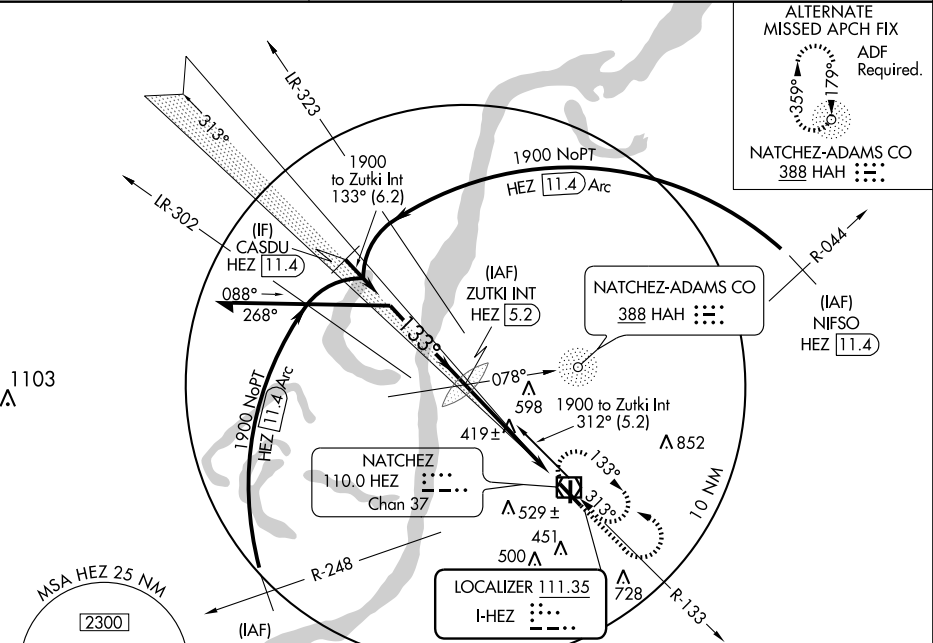 ALTERNATE
MISSED APCH FIX
ADF
Required.
359°
179°
NATCHEZ-ADAMS CO
388 HAH
LR-323
313°
1900 NoPT
HEZ 11.4 Arc
1900
to Zutki Int
133° (6.2)
LR-302
(IF)
CASDU
HEZ 11.4
R-044
(IAF)
ZUTKI INT
HEZ 5.2
NATCHEZ-ADAMS CO
388 HAH
(IAF)
NIFSO
HEZ 11.4
088°
268°
133°
1103
078°
598
1900 to Zutki Int
312° (5.2)
1900 NoPT
HEZ 11.4 Arc
419 ±
852
NATCHEZ
110.0 HEZ
Chan 37
133°
313°
10 NM
529 ±
451
500
R-248
MSA HEZ 25 NM
2300
LOCALIZER 111.35
I-HEZ
728
R-133
(IAF)